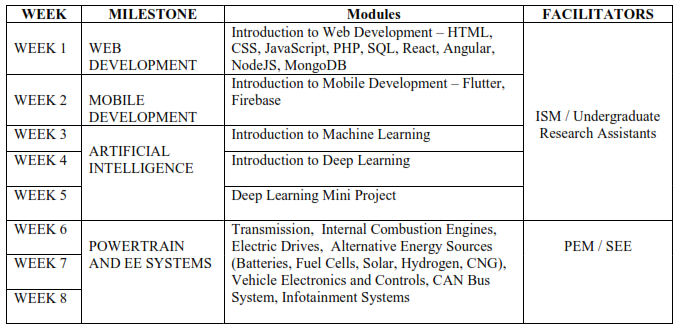 WEEK MILESTONE Modules FACILITATORS
WEEK 1
WEB
DEVELOPMENT
Introduction to Web Development – HTML,
CSS, JavaScript, PHP, SQL, React, Angular,
NodeJS, MongoDB
WEEK 2
MOBILE
DEVELOPMENT
Introduction to Mobile Development – Flutter,
Firebase
WEEK 3
ARTIFICIAL
INTELLIGENCE
Introduction to Machine Learning
WEEK 4
Introduction to Deep Learning
WEEK 5
Deep Learning Mini Project
ISM / Undergraduate
Research Assistants
WEEK 6
WEEK 7
WEEK 8
POWERTRAIN
AND EE SYSTEMS
Transmission, Internal Combustion Engines,
Electric Drives, Alternative Energy Sources
(Batteries, Fuel Cells, Solar, Hydrogen, CNG),
Vehicle Electronics and Controls, CAN Bus
System, Infotainment Systems
PEM / SEE